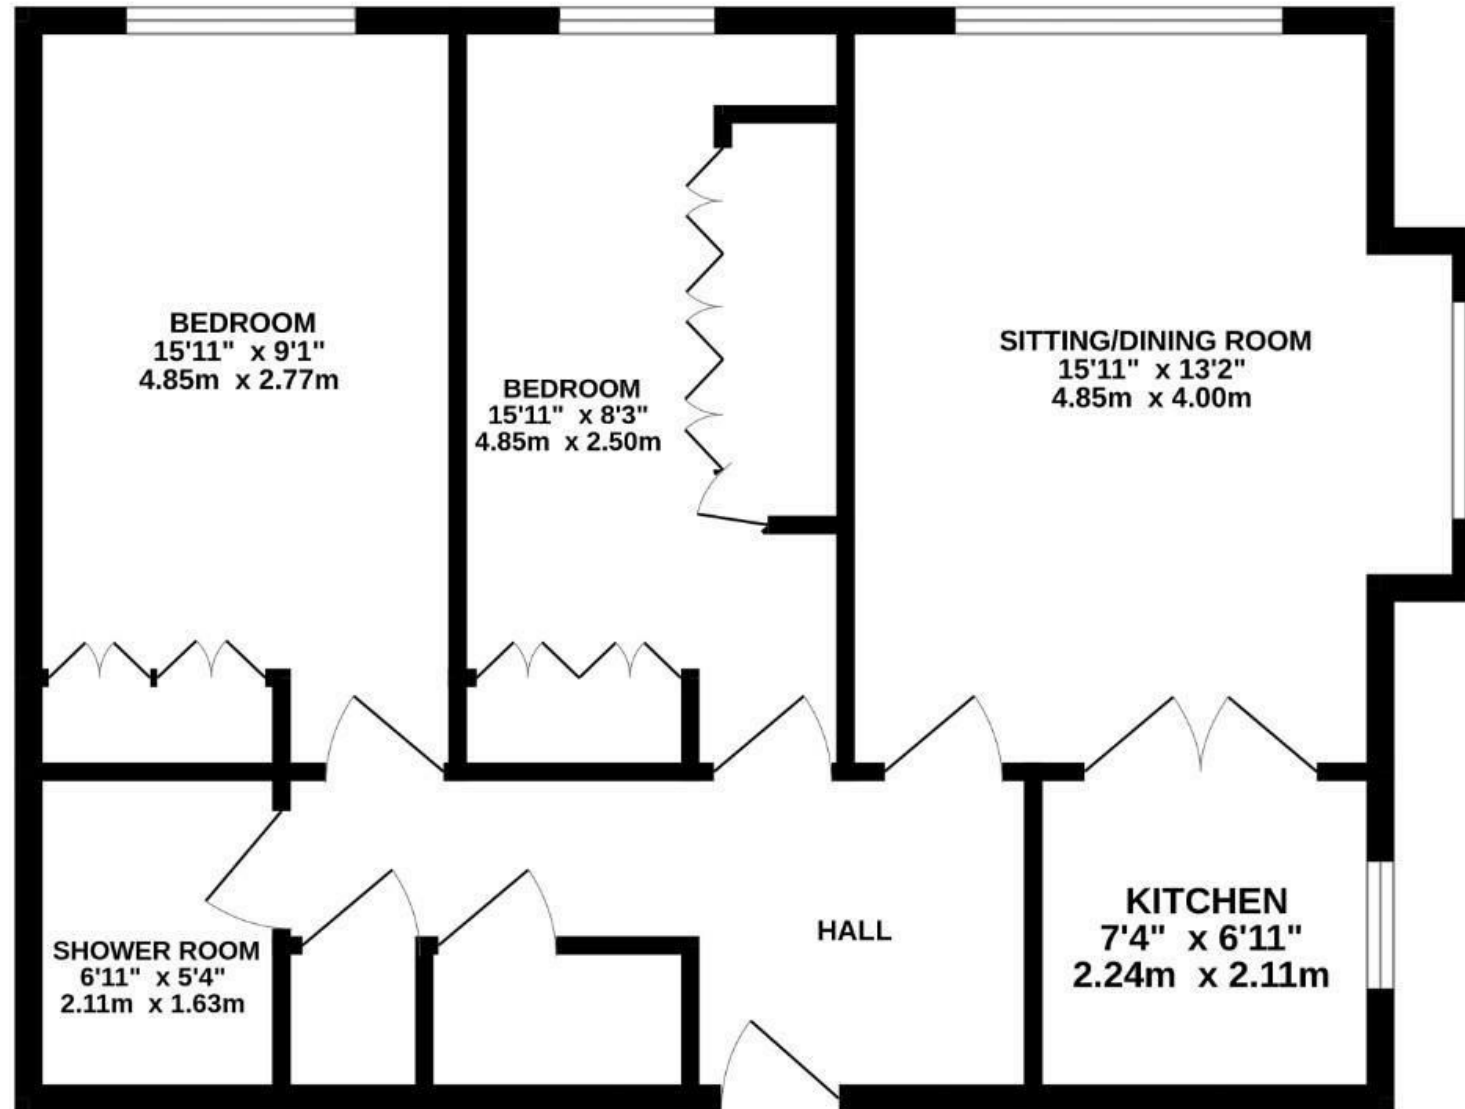 BEDROOM
15'11" x 9'1"
4.85m x 2.77m
BEDROOM
15'11" x 8'3"
4.85m x 2.50m
SITTING/DINING ROOM
15'11" x 13'2"
4.85m x 4.00m
SHOWER ROOM
6'11" x 5'4"
2.11m x 1.63m
HALL
KITCHEN
7'4" x 6'11"
2.24m x 2.11m